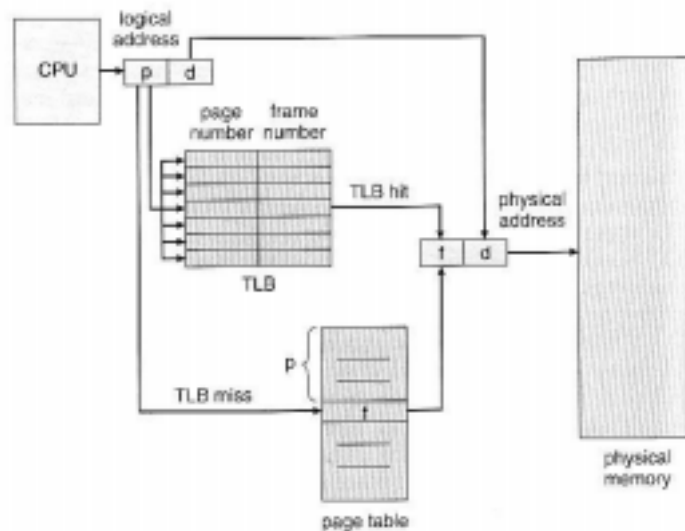 logical
address
CPU
p d
page
number
frame
number
TLB hit
physical
address
f d
TLB
p
TLB miss
f
physical
memory
page table